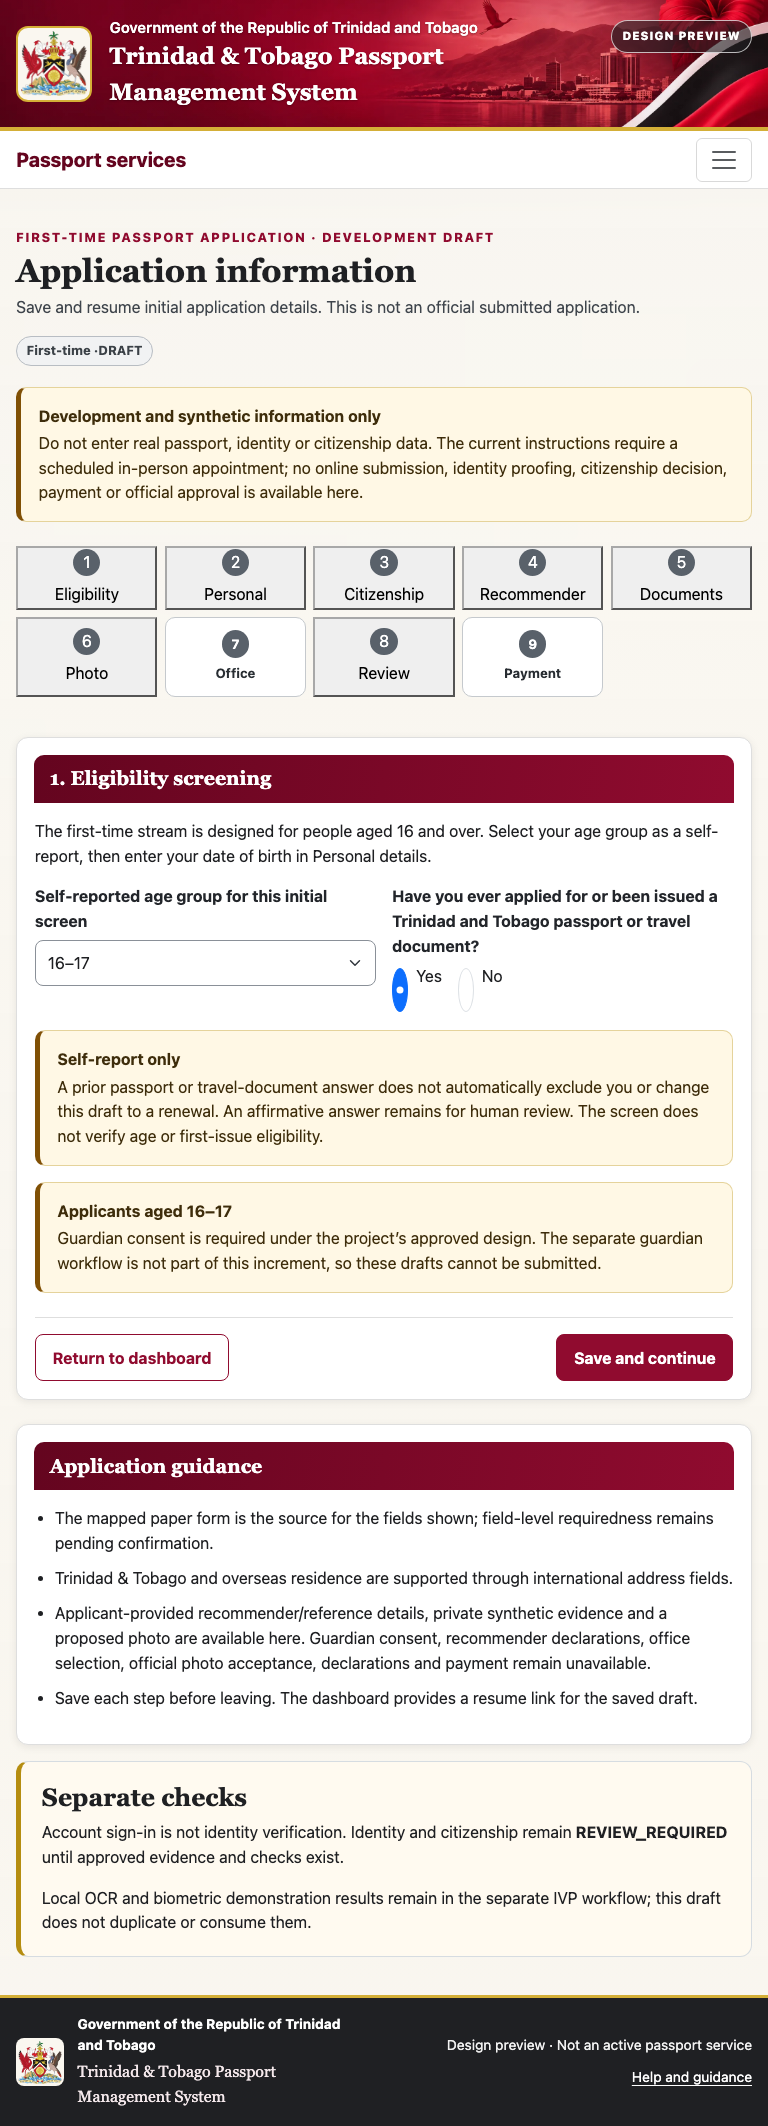 Government of the Republic of Trinidad and Tobago
Trinidad & Tobago Passport
Management System
DESIGN PREVIEW
Passport services
FIRST-TIME PASSPORT APPLICATION · DEVELOPMENT DRAFT
Application information
Save and resume initial application details. This is not an official submitted application.
First-time ·DRAFT
Development and synthetic information only
Do not enter real passport, identity or citizenship data. The current instructions require a
scheduled in-person appointment; no online submission, identity proofing, citizenship decision,
payment or official approval is available here.
1
Eligibility
2
Personal
3
Citizenship
4
Recommender
5
Documents
6
Photo
7
Office
8
Review
9
Payment
1. Eligibility screening
The first-time stream is designed for people aged 16 and over. Select your age group as a self-
report, then enter your date of birth in Personal details.
Self-reported age group for this initial
screen
16–17
Have you ever applied for or been issued a
Trinidad and Tobago passport or travel
document?
Yes
No
Self-report only
A prior passport or travel-document answer does not automatically exclude you or change
this draft to a renewal. An affirmative answer remains for human review. The screen does
not verify age or first-issue eligibility.
Applicants aged 16–17
Guardian consent is required under the project’s approved design. The separate guardian
workflow is not part of this increment, so these drafts cannot be submitted.
Return to dashboard
Save and continue
Application guidance
• The mapped paper form is the source for the fields shown; field-level requiredness remains
pending confirmation.
• Trinidad & Tobago and overseas residence are supported through international address fields.
• Applicant-provided recommender/reference details, private synthetic evidence and a
proposed photo are available here. Guardian consent, recommender declarations, office
selection, official photo acceptance, declarations and payment remain unavailable.
• Save each step before leaving. The dashboard provides a resume link for the saved draft.
Separate checks
Account sign-in is not identity verification. Identity and citizenship remain REVIEW_REQUIRED
until approved evidence and checks exist.
Local OCR and biometric demonstration results remain in the separate IVP workflow; this draft
does not duplicate or consume them.
Government of the Republic of Trinidad
and Tobago
Trinidad & Tobago Passport
Management System
Design preview · Not an active passport service
Help and guidance